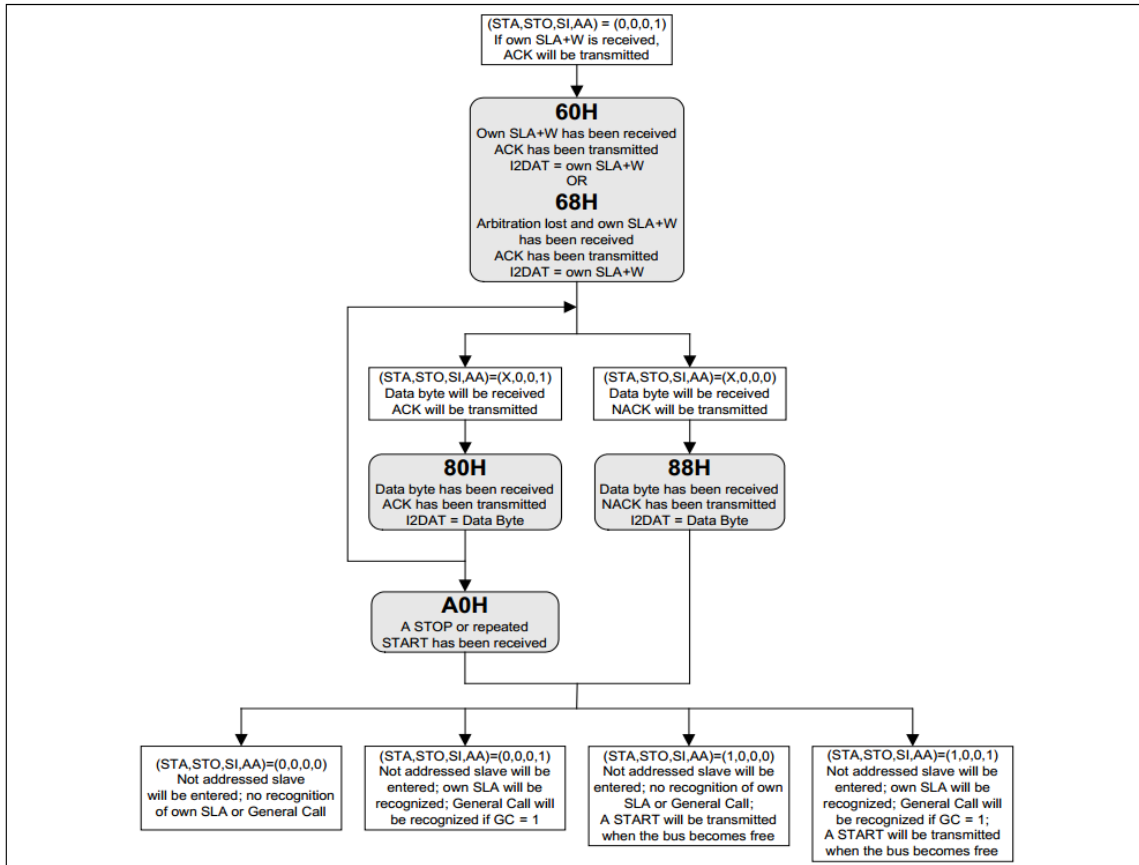 (STA,STO,SI,AA) = (0,0,0,1)
If own SLA+W is received,
ACK will be transmitted
60H
Own SLA+W has been received
ACK has been transmitted
I2DAT = own SLA+W
OR
68H
Arbitration lost and own SLA+W
has been received
ACK has been transmitted
I2DAT = own SLA+W
(STA,STO,SI,AA)=(X,0,0,1)
Data byte will be received
ACK will be transmitted
(STA,STO,SI,AA)=(X,0,0,0)
Data byte will be received
NACK will be transmitted
80H
Data byte has been received
ACK has been transmitted
I2DAT = Data Byte
88H
Data byte has been received
NACK has been transmitted
I2DAT = Data Byte
A0H
A STOP or repeated
START has been received
(STA,STO,SI,AA)=(0,0,0,0)
Not addressed slave
will be entered; no recognition
of own SLA or General Call
(STA,STO,SI,AA)=(0,0,0,1)
Not addressed slave will be
entered; own SLA will be
recognized; General Call will
be recognized if GC = 1
(STA,STO,SI,AA)=(1,0,0,0)
Not addressed slave will be
entered; no recognition of own
SLA or General Call;
A START will be transmitted
when the bus becomes free
(STA,STO,SI,AA)=(1,0,0,1)
Not addressed slave will be
entered; own SLA will be
recognized; General Call will
be recognized if GC = 1;
A START will be transmitted
when the bus becomes free